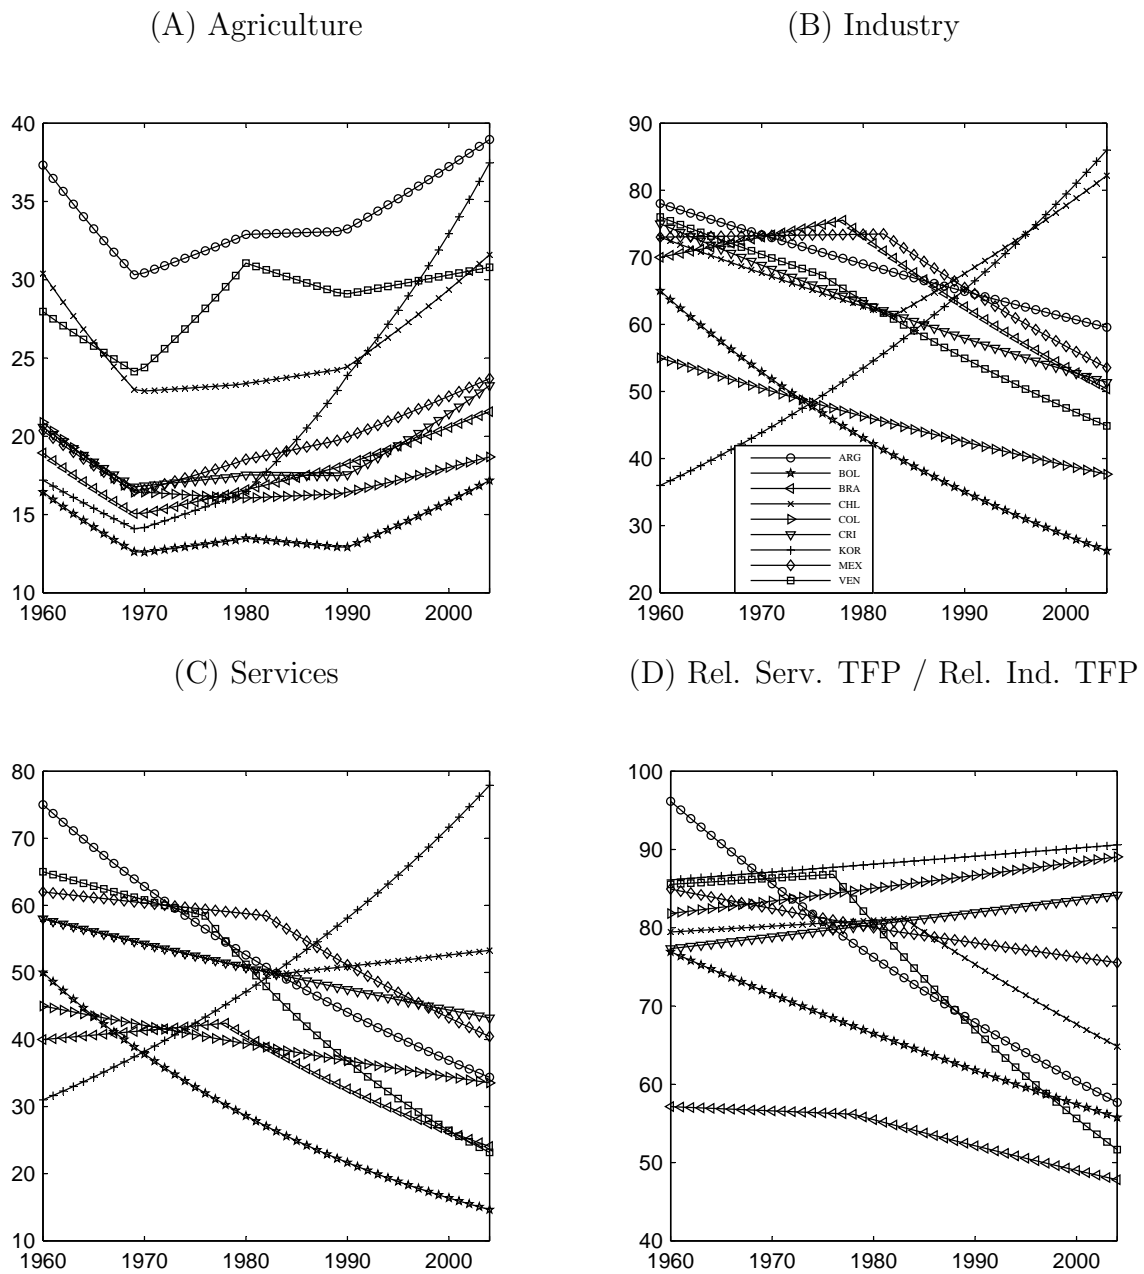 (A) Agriculture
(B) Industry
40
35
30
25
20
15
10
1960 1970 1980 1990 2000
90
80
70
60
50
40
30
20
1960 1970 1980 1990 2000
ARG
BOL
BRA
CHL
COL
CRI
KOR
MEX
VEN
(C) Services
(D) Rel. Serv. TFP / Rel. Ind. TFP
80
70
60
50
40
30
20
10
1960 1970 1980 1990 2000
100
90
80
70
60
50
40
1960 1970 1980 1990 2000